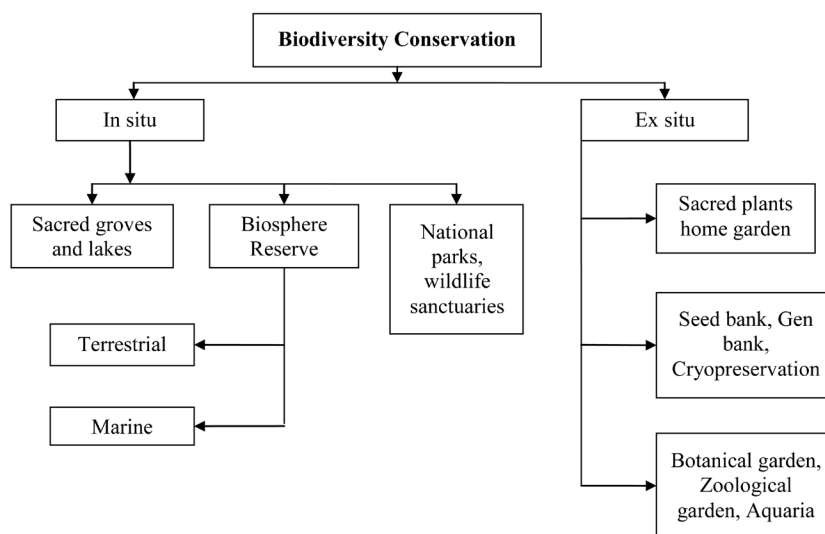 Biodiversity Conservation
In situ
Ex situ
Sacred groves
and lakes
Biosphere
Reserve
National
parks,
wildlife
sanctuaries
Terrestrial
Marine
Sacred plants
home garden
Seed bank, Gen
bank,
Cryopreservation
Botanical garden,
Zoological
garden, Aquaria